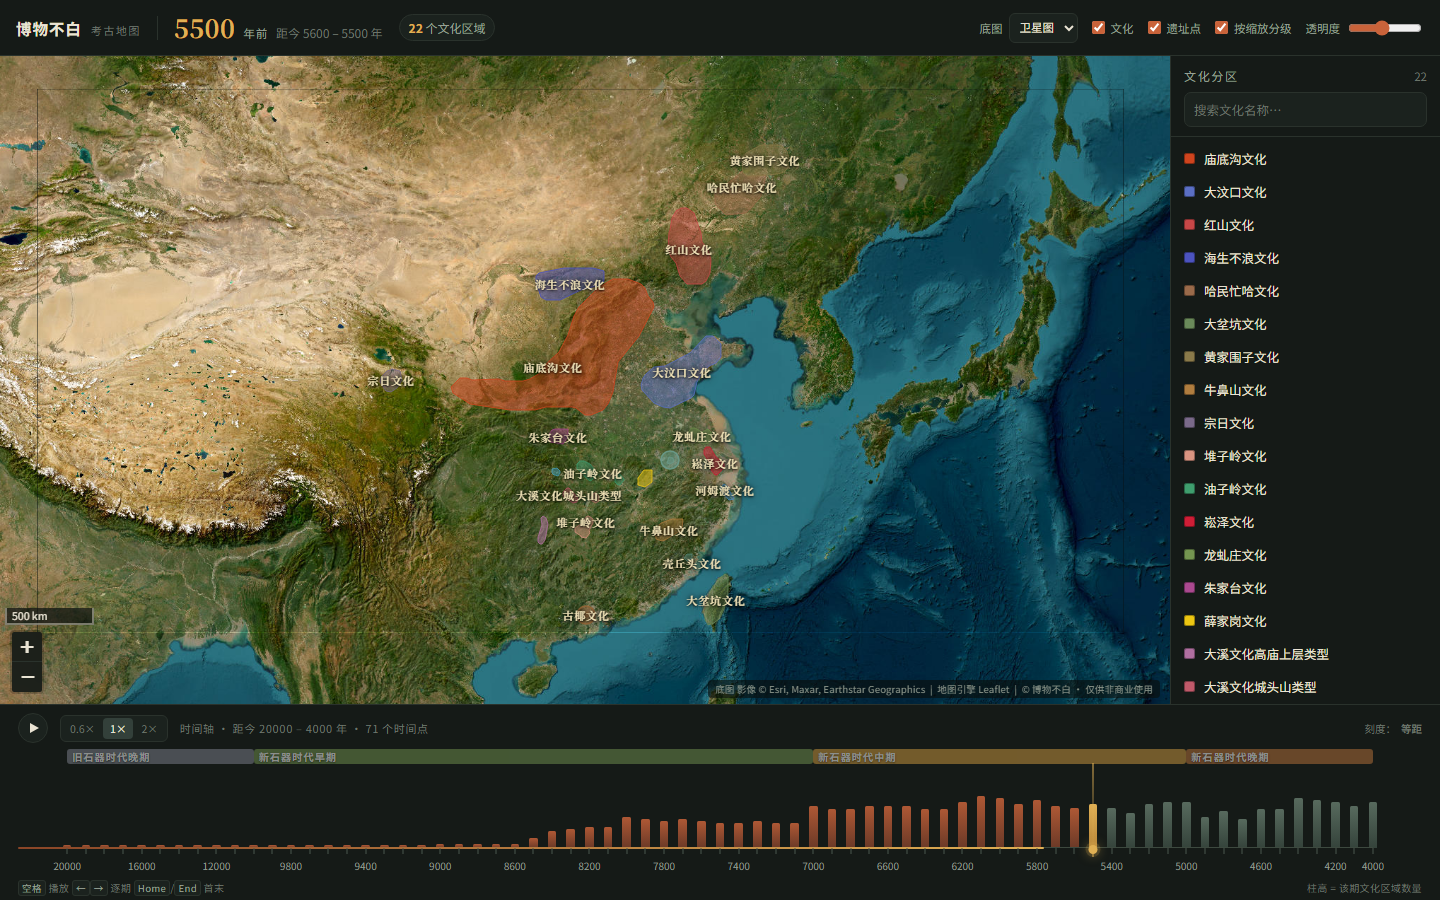 博物不白 考古地图 5500 年前 距今 5600 – 5500 年 22 个文化区域 底图 卫星图 文化 遗址点 按缩放分级 透明度
文化分区 22
搜索文化名称…
庙底沟文化
大汶口文化
红山文化
海生不浪文化
哈民忙哈文化
大坌坑文化
黄家围子文化
牛鼻山文化
宗日文化
堆子岭文化
油子岭文化
崧泽文化
龙虬庄文化
朱家台文化
薛家岗文化
大溪文化高庙上层类型
大溪文化城头山类型
黄家围子文化
哈民忙哈文化
红山文化
海生不浪文化
庙底沟文化
大汶口文化
宗日文化
朱家台文化
龙虬庄文化
油子岭文化
崧泽文化
大溪文化城头山类型
河姆渡文化
堆子岭文化
牛鼻山文化
壳丘头文化
大坌坑文化
古椰文化
500 km
+
−
底图 影像 © Esri, Maxar, Earthstar Geographics | 地图引擎 Leaflet | © 博物不白 · 仅供非商业使用
0.6× 1× 2× 时间轴 · 距今 20000 – 4000 年 · 71 个时间点 刻度: 等距
旧石器时代晚期 新石器时代早期 新石器时代中期 新石器时代晚期
20000 16000 12000 9800 9400 9000 8600 8200 7800 7400 7000 6600 6200 5800 5400 5000 4600 4200 4000
空格 播放 ← → 逐期 Home / End 首末 柱高 = 该期文化区域数量